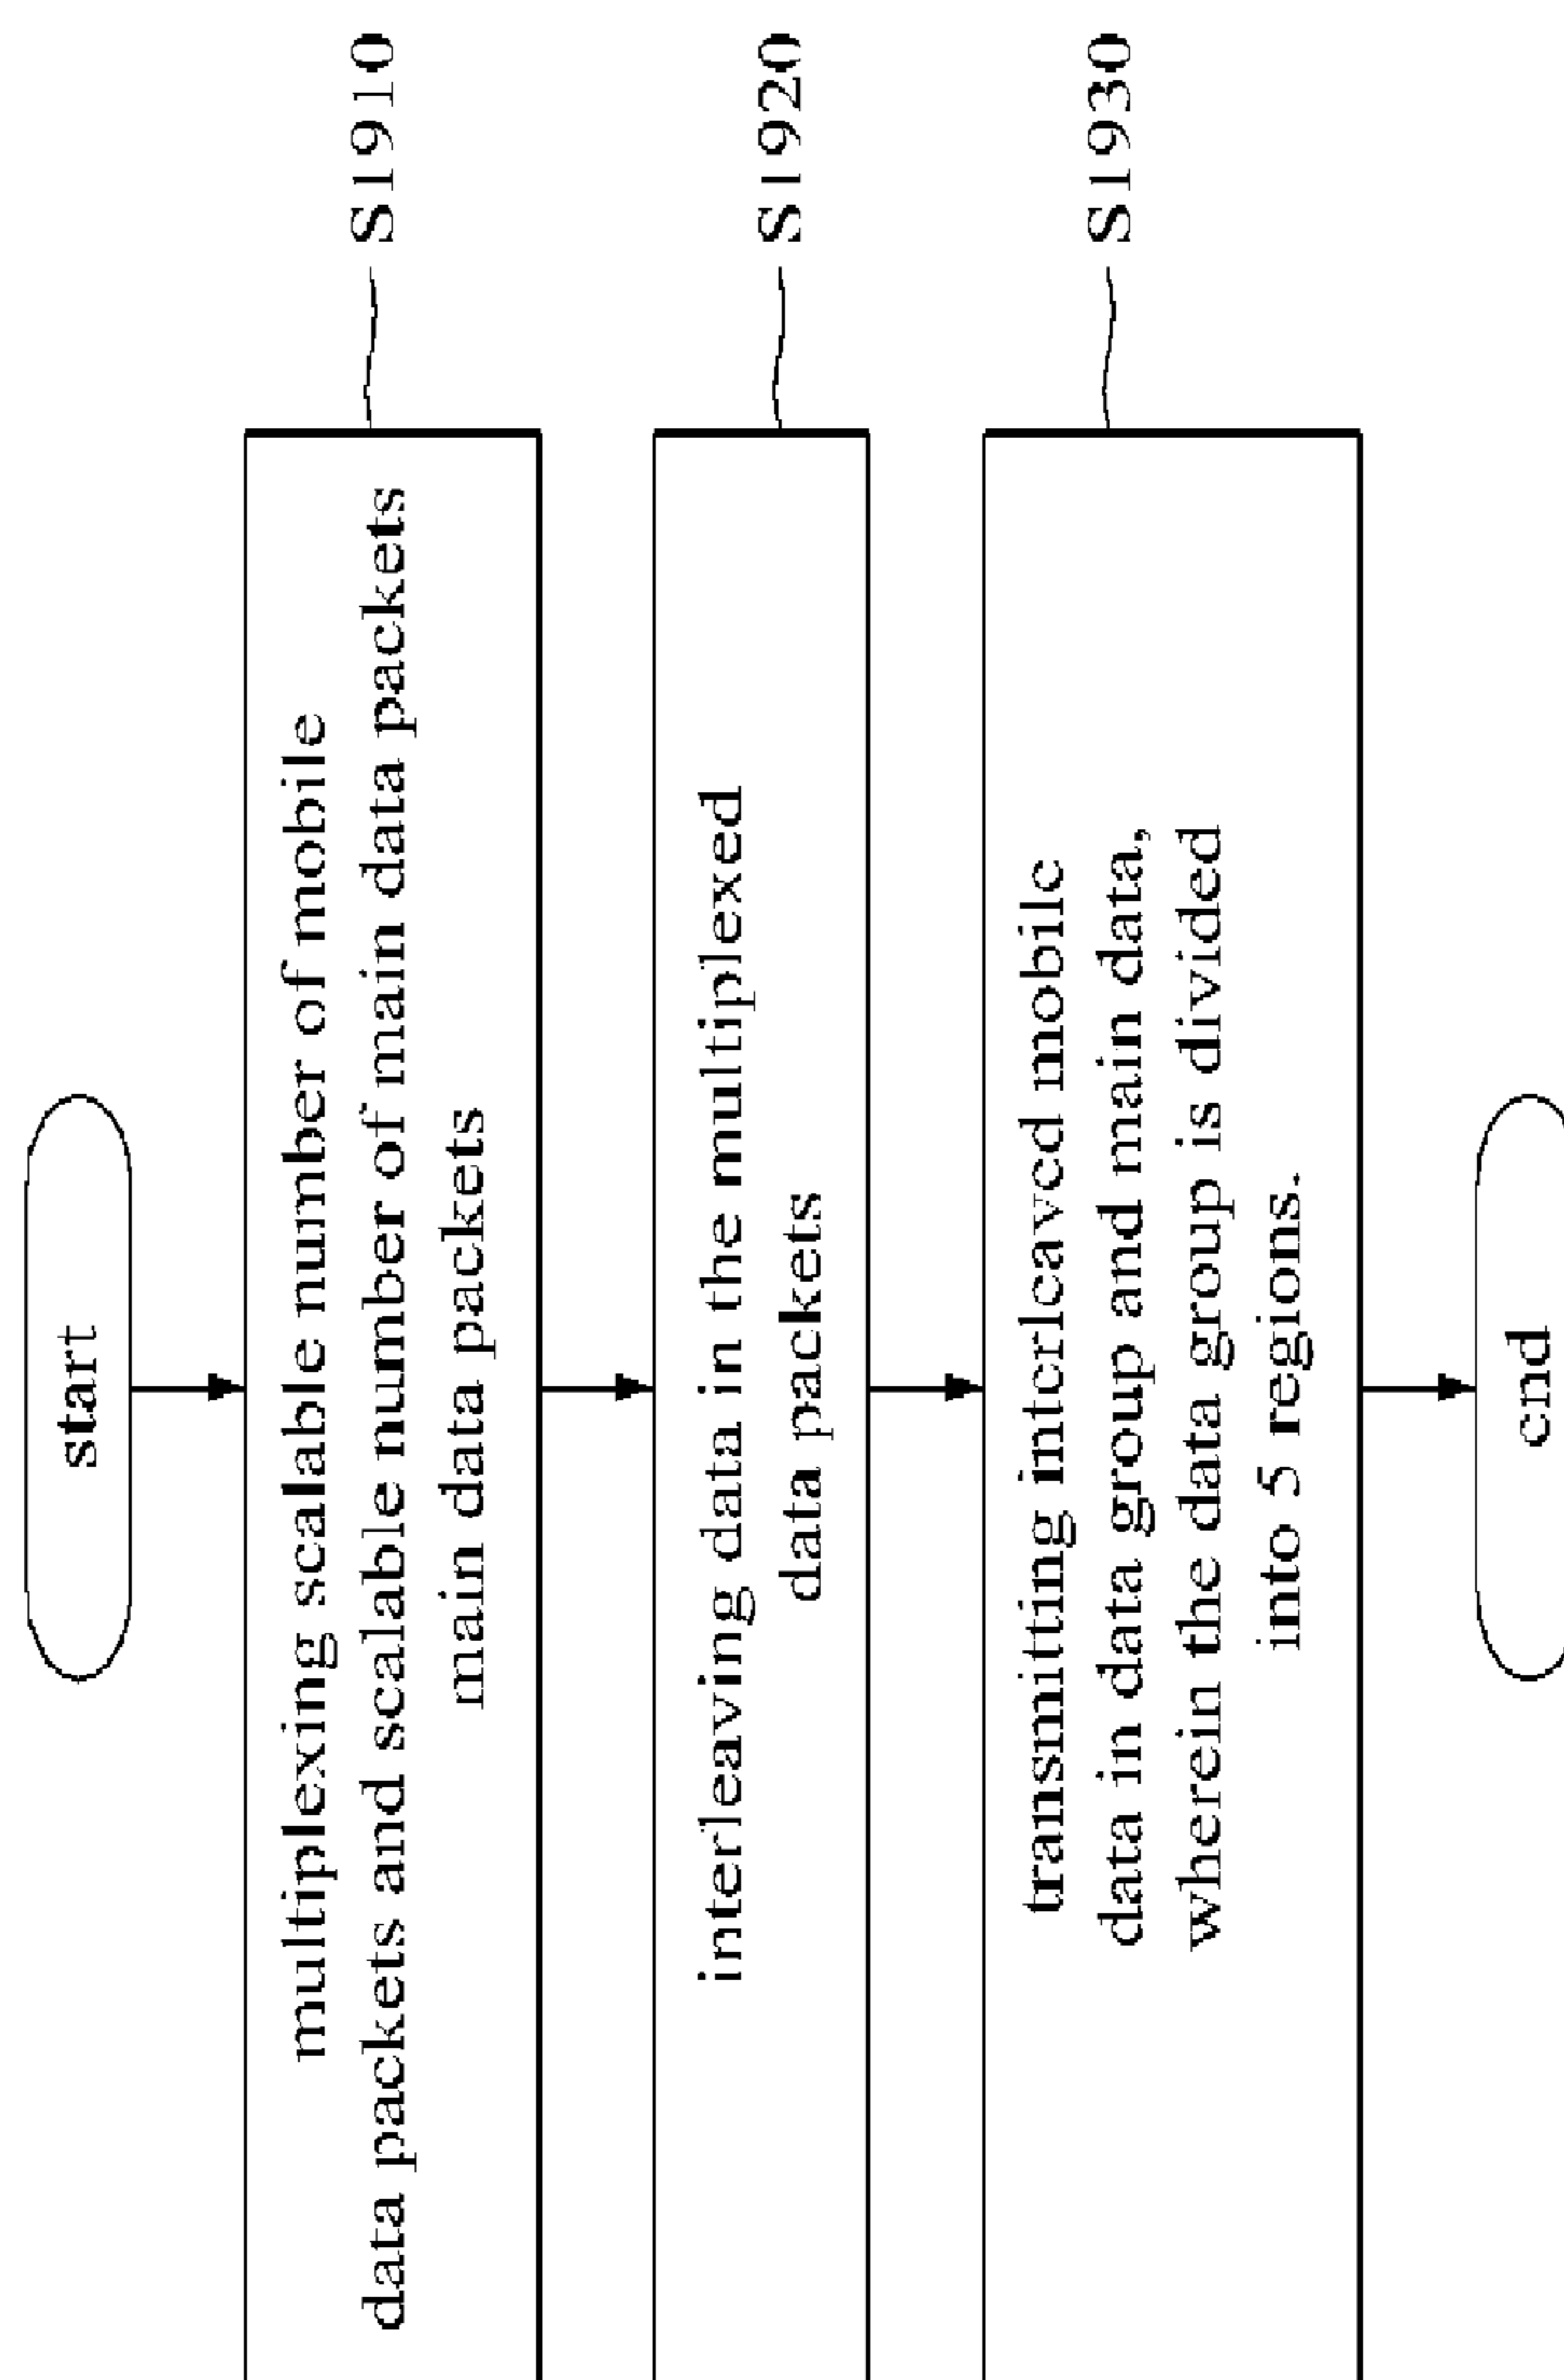 start
multiplexing scalable number of mobile
data packets and scalable number of main data packets
main data packets
S1910
interleaving data in the multiplexed
data packets
S1920
transmitting interleaved mobile
data in data group and main data,
wherein the data group is divided
into 5 regions.
S1930
end